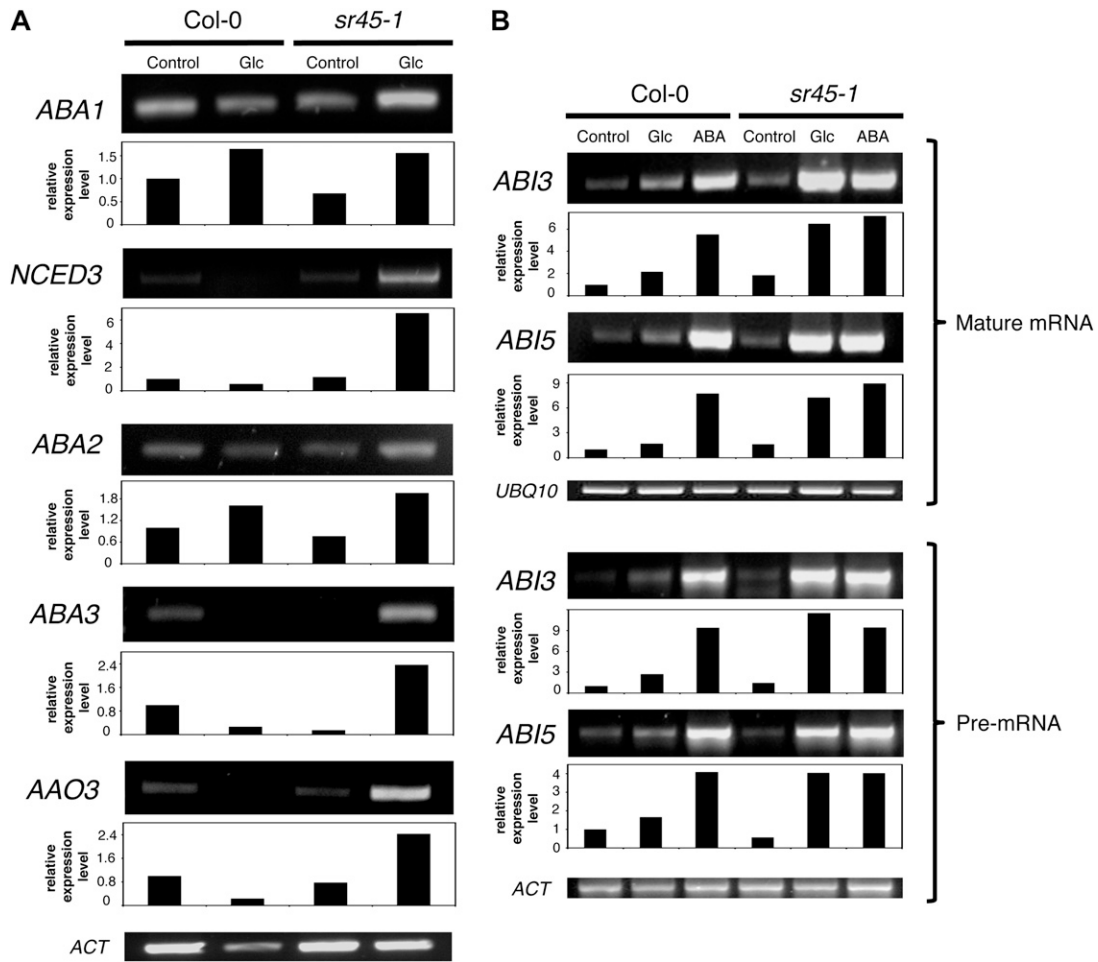 A
Col-0 sr45-1
Control Glc Control Glc
ABA1
relative expression level
1.5
1.0
0.5
0
NCED3
relative expression level
6
4
2
0
ABA2
relative expression level
1.8
1.2
0.6
0
ABA3
relative expression level
2.4
1.6
0.8
0
AAO3
relative expression level
2.4
1.6
0.8
0
ACT
B
Col-0 sr45-1
Control Glc ABA Control Glc ABA
ABI3
relative expression level
6
4
2
0
ABI5
relative expression level
9
6
3
0
UBQ10
Mature mRNA
ABI3
relative expression level
9
6
3
0
ABI5
relative expression level
4
3
2
1
0
ACT
Pre-mRNA